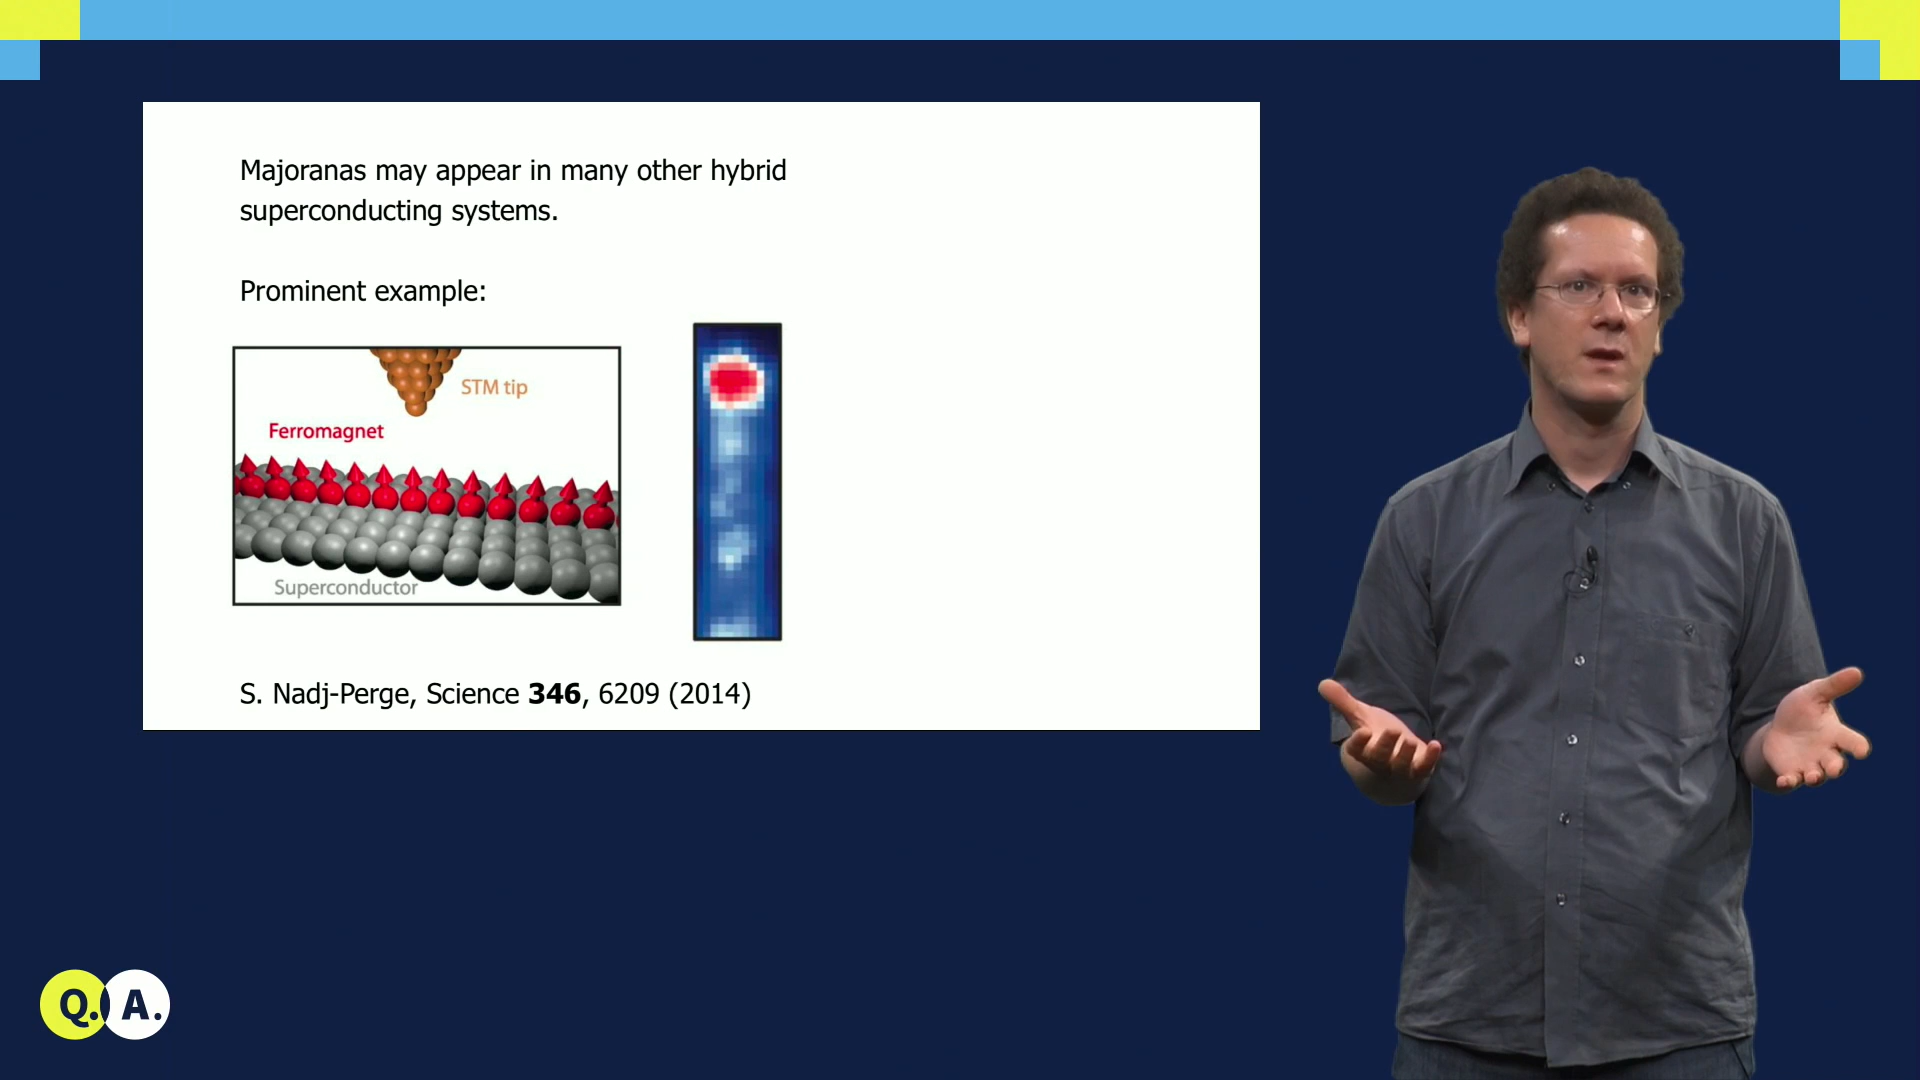 Majoranas may appear in many other hybrid
superconducting systems.
Prominent example:
STM tip
Ferromagnet
Superconductor
S. Nadj-Perge, Science 346, 6209 (2014)
Q. A.